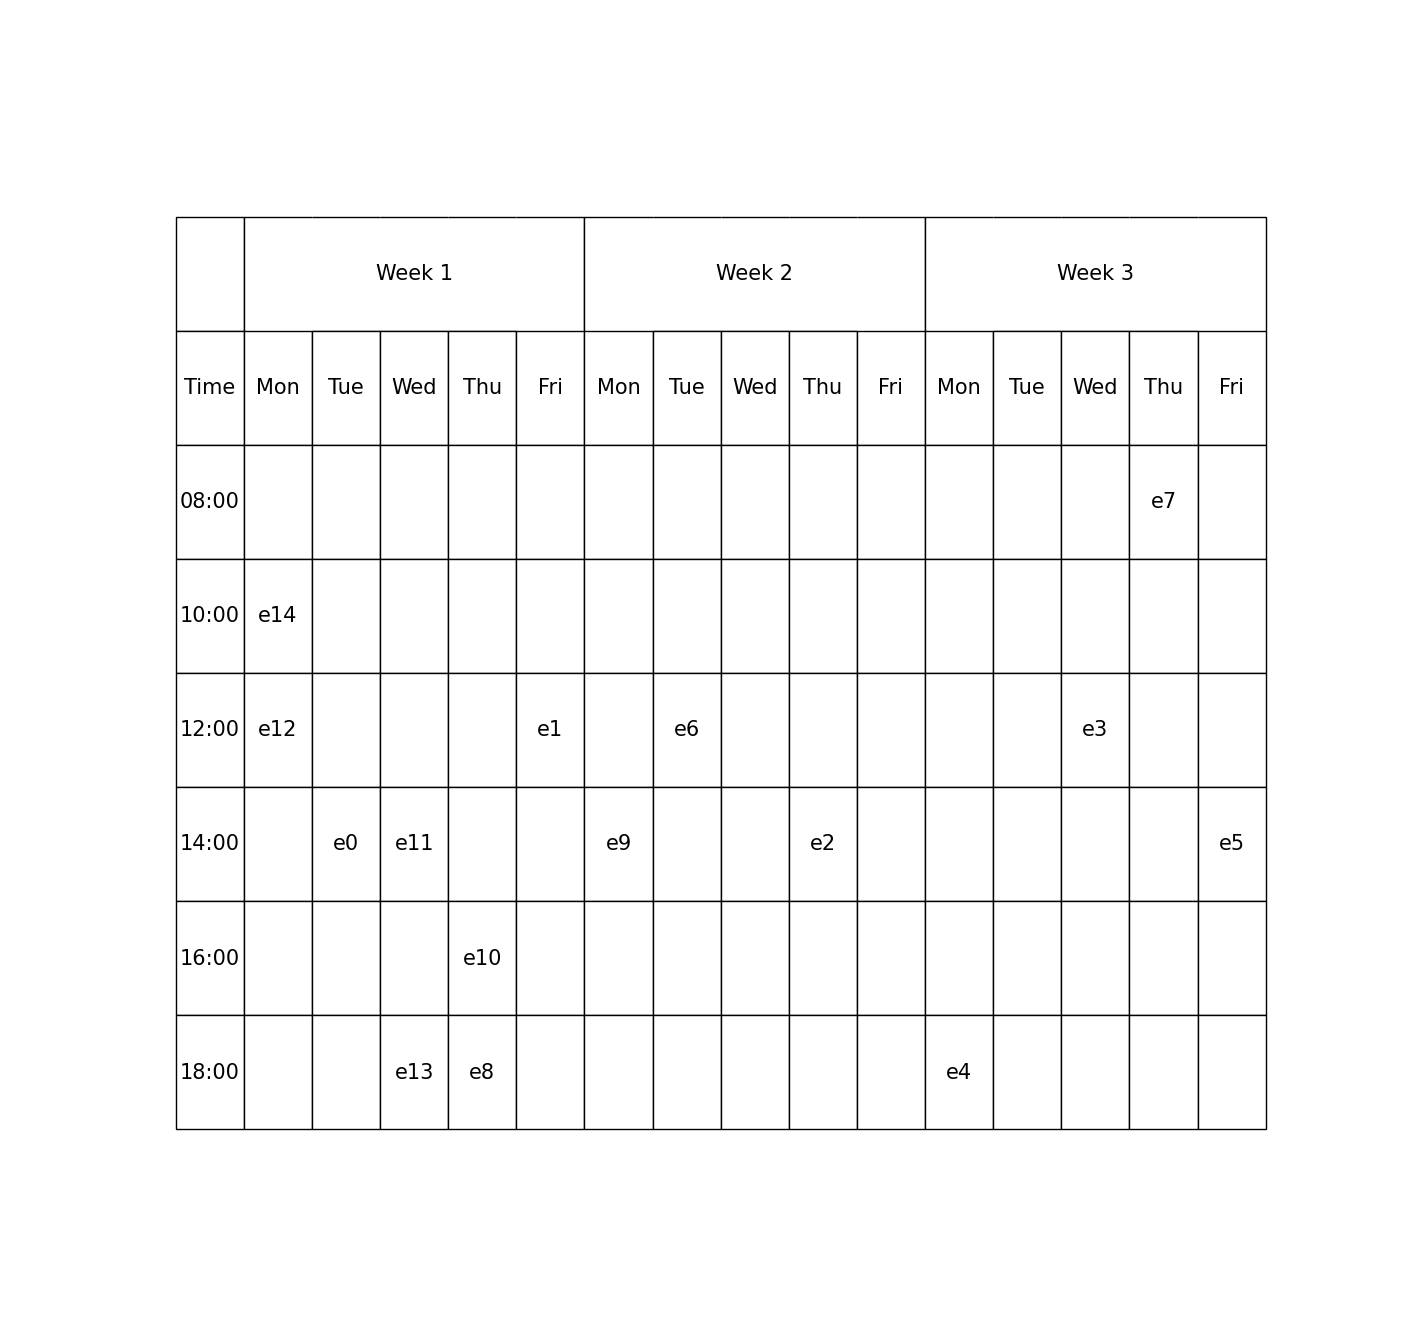 Week 1 Week 2 Week 3
Time Mon Tue Wed Thu Fri Mon Tue Wed Thu Fri Mon Tue Wed Thu Fri
08:00 e7
10:00 e14
12:00 e12 e1 e6 e3
14:00 e0 e11 e9 e2 e5
16:00 e10
18:00 e13 e8 e4